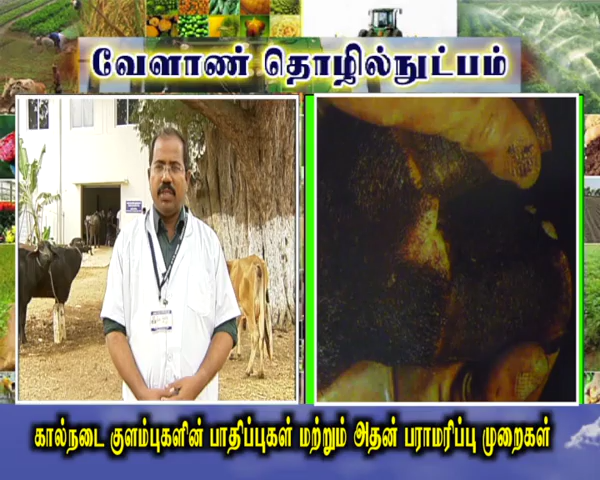 வேளாண் தொழில்நுட்பம்
கால்நடை குளம்புகளின் பாதிப்புகள் மற்றும் அதன் பராமரிப்பு முறைகள்